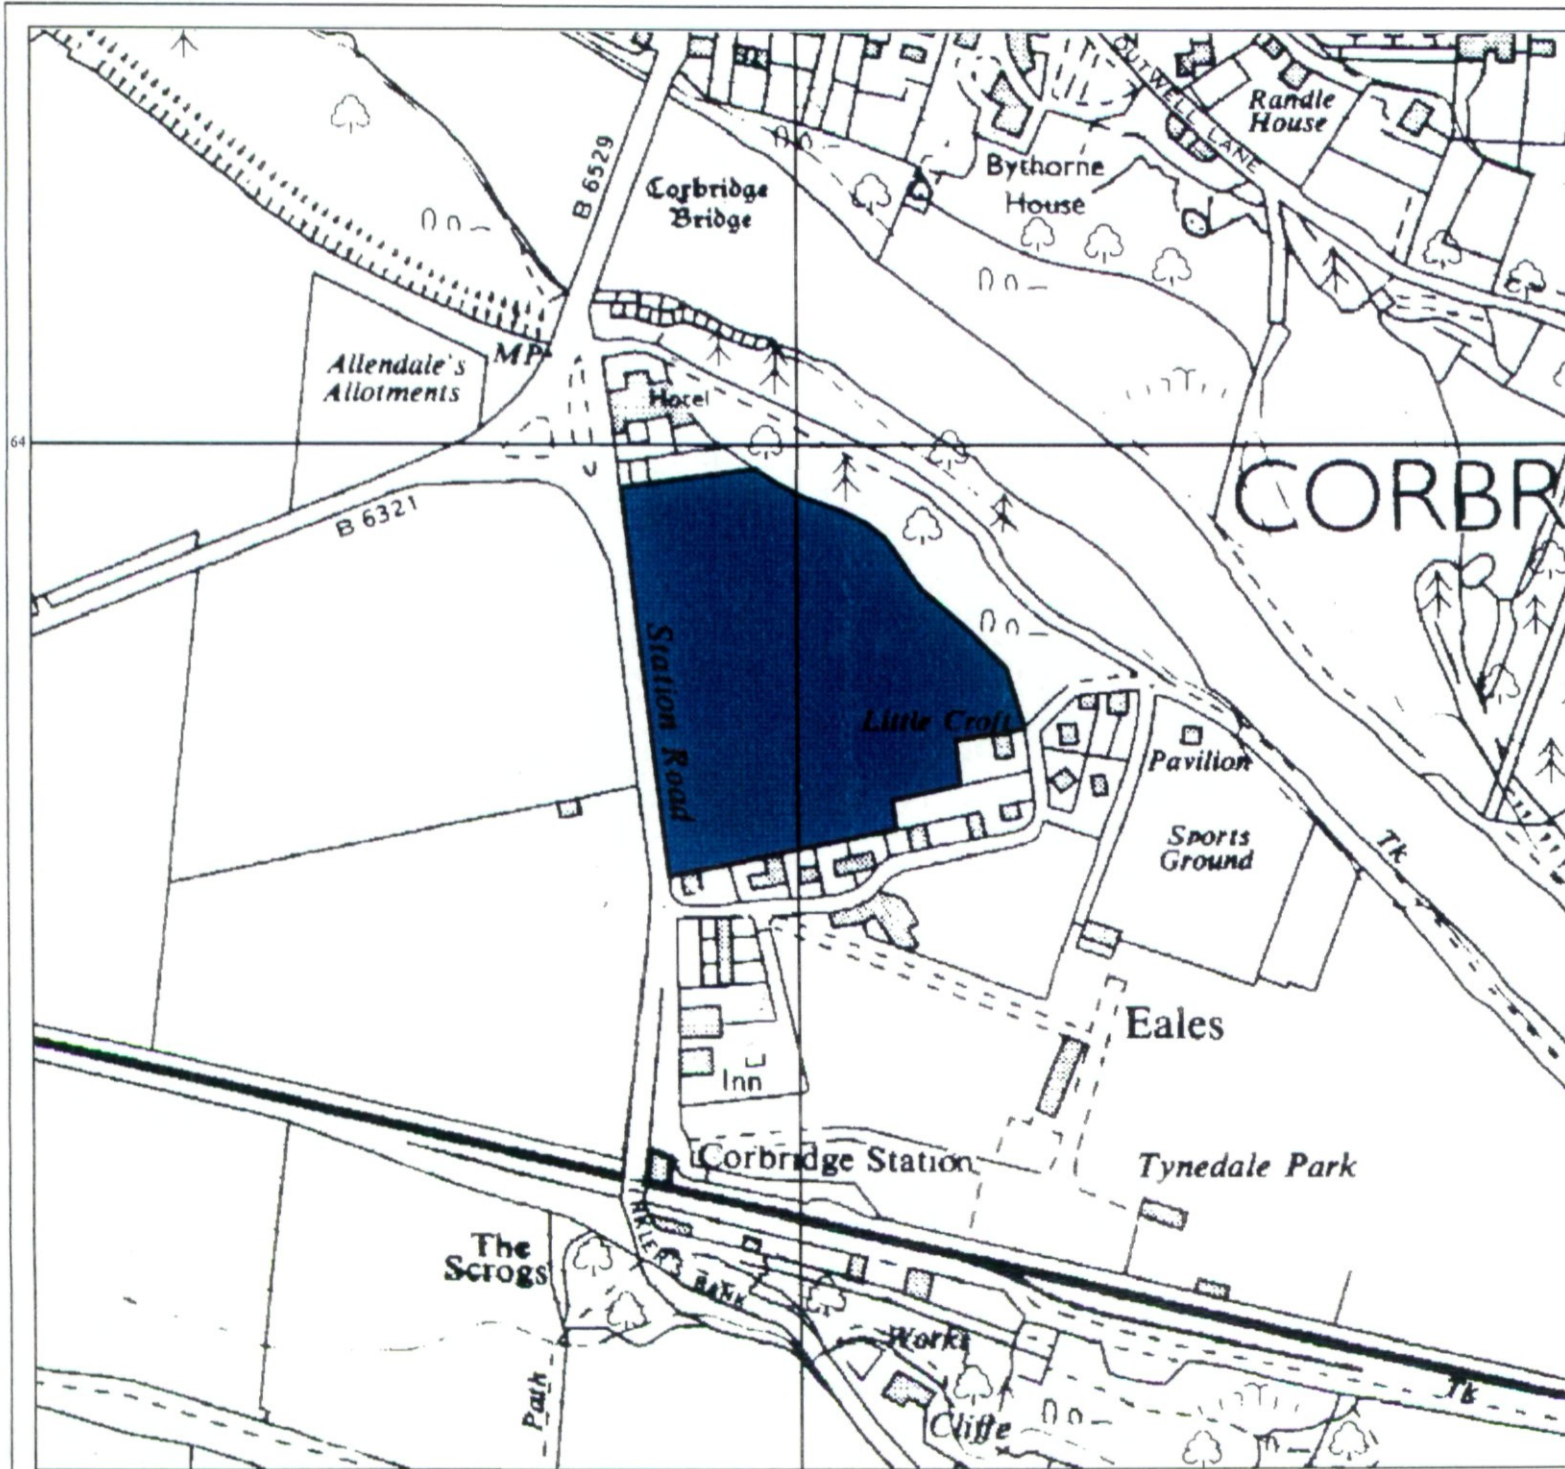 OUTWELL LANE
Randle
House
B 6529
Corbridge
Bridge
Bythorne
House
MP
Allendale's
Allotments
Hotel
64
CORBR
B 6321
Station Road
Little Croft
Pavilion
Sports
Ground
Tk
Eales
Inn
Corbridge Station
Tynedale Park
The
Scrogs
BANK
Works
Path
Cliffe
Tk